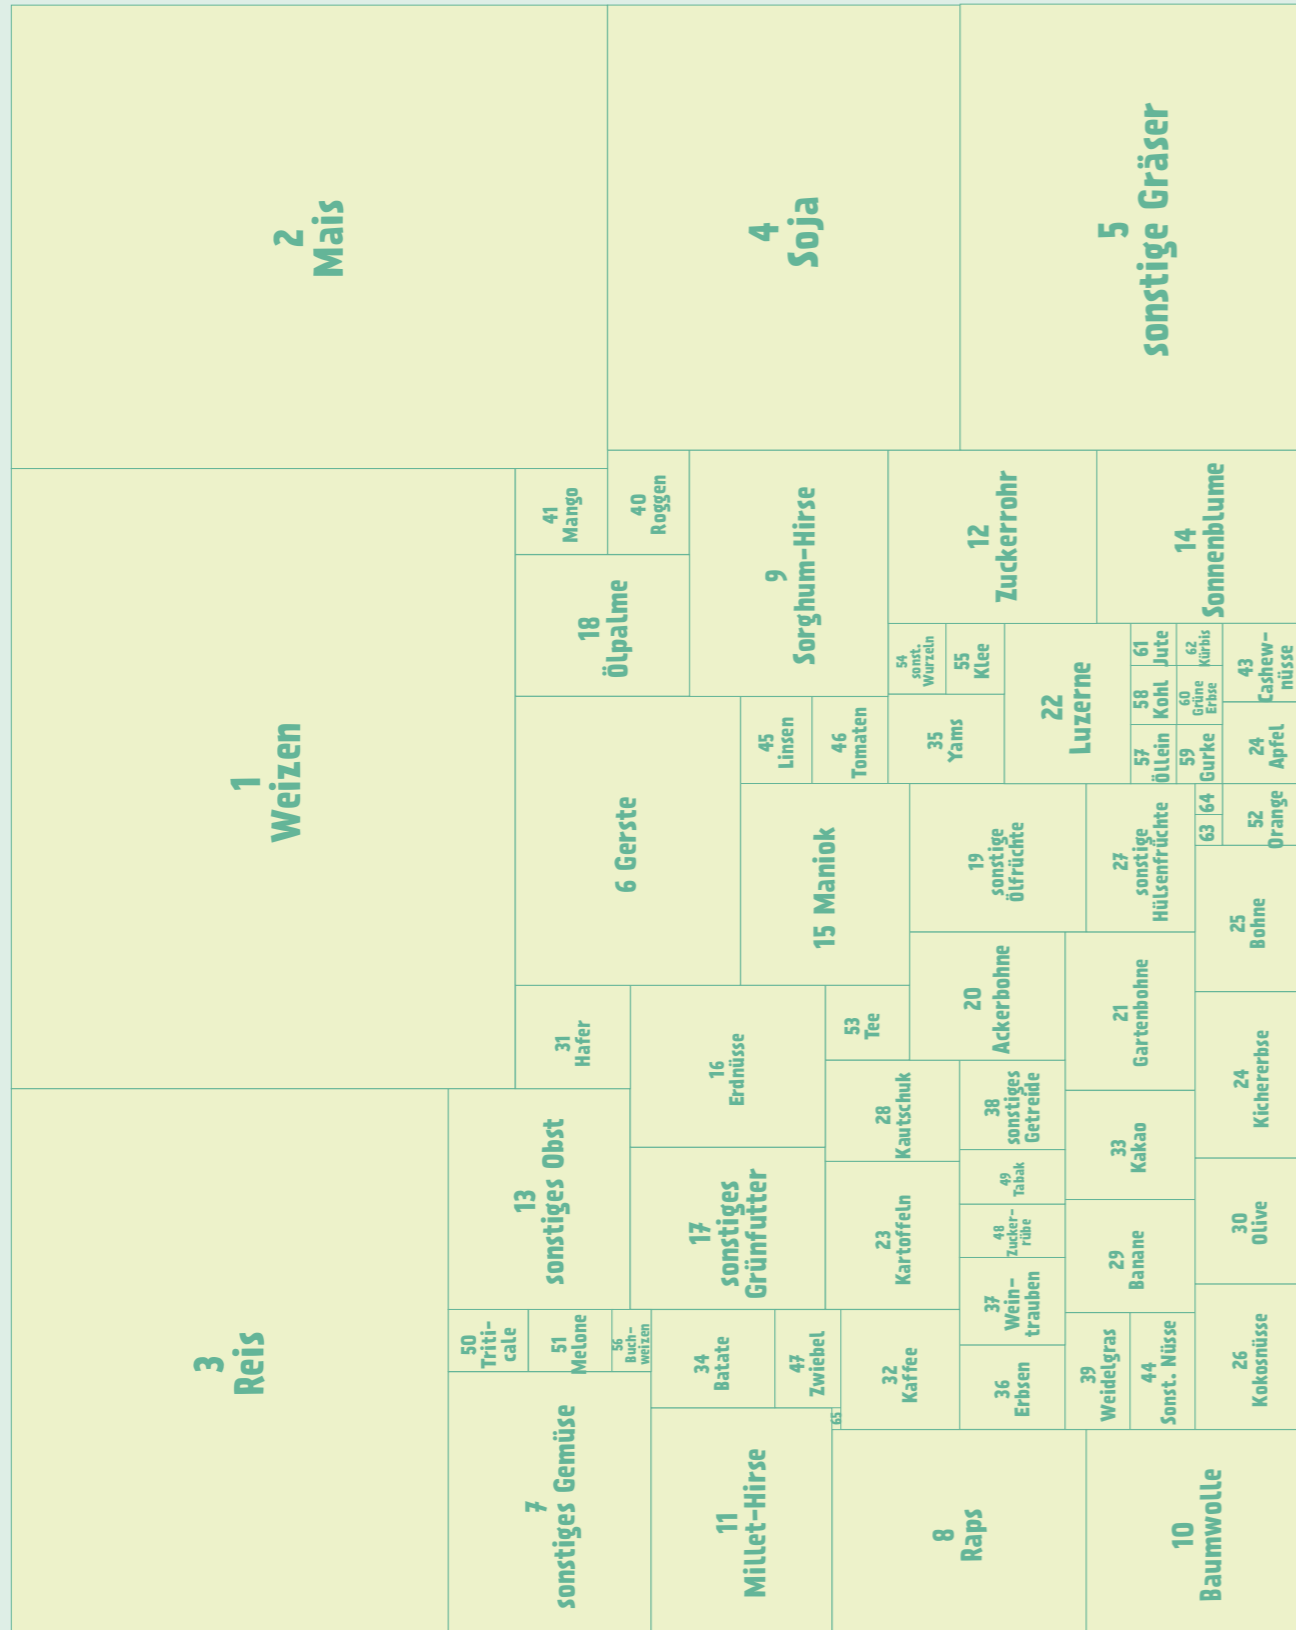 2
Mais
4
Soja
5
sonstige Gräser
1
Weizen
41
Mango
40
Roggen
18
Ölpalme
9
Sorghum-Hirse
12
Zuckerrohr
14
Sonnenblume
54
sonst.
Wurzeln
55
Klee
35
Yams
22
Luzerne
61
Jute
62
Kürbis
58
Kohl
60
Grüne
Erbse
57
Öllein
59
Gurke
43
Cashew-
nüsse
24
Apfel
6 Gerste
45
Linsen
46
Tomaten
15 Maniok
19
sonstige
Ölfrüchte
27
sonstige
Hülsenfrüchte
64
63
52
Orange
25
Bohne
20
Ackerbohne
21
Gartenbohne
31
Hafer
16
Erdnüsse
53
Tee
24
Kichererbse
3
Reis
13
sonstiges Obst
17
sonstiges
Grünfutter
28
Kautschuk
38
sonstiges
Getreide
33
Kakao
49
Tabak
23
Kartoffeln
48
Zucker-
rübe
29
Banane
30
Olive
37
Wein-
trauben
50
Triti-
cale
51
Melone
56
Buch-
weizen
34
Batate
47
Zwiebel
32
Kaffee
36
Erbsen
39
Weidelgras
44
Sonst. Nüsse
26
Kokosnüsse
65
7
sonstiges Gemüse
11
Millet-Hirse
8
Raps
10
Baumwolle